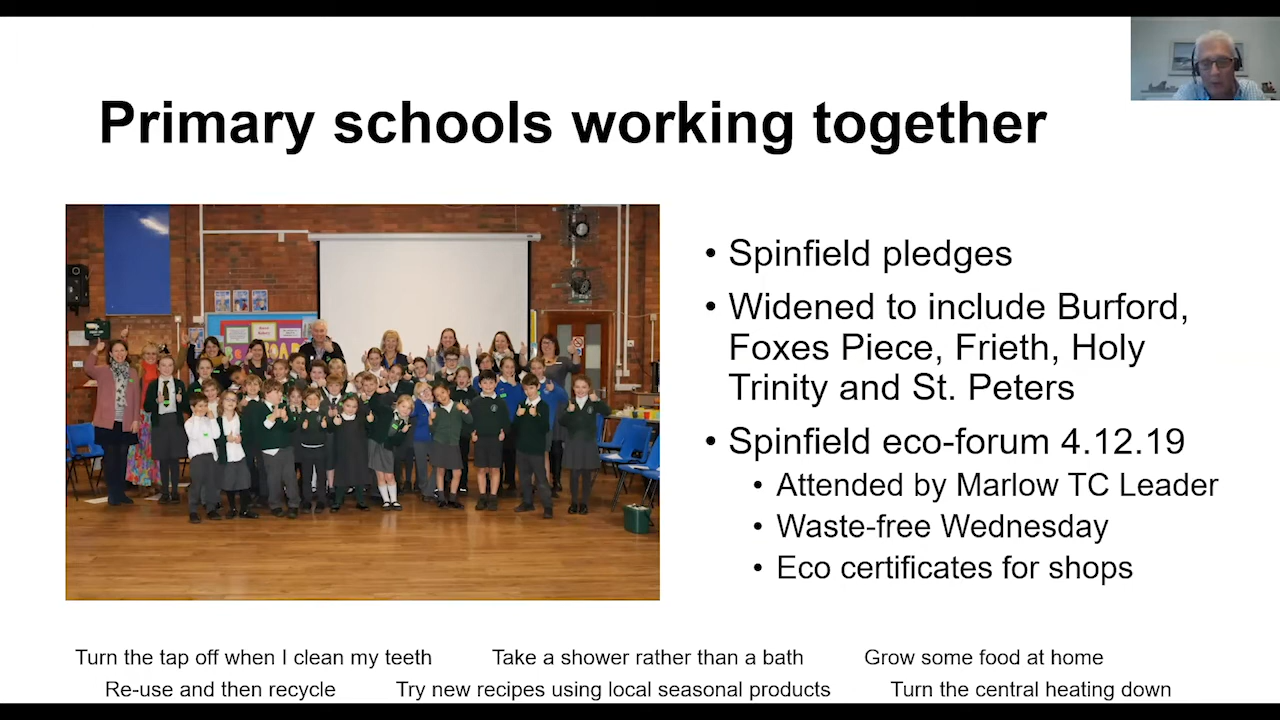 Primary schools working together
• Spinfield pledges
• Widened to include Burford,
Foxes Piece, Frieth, Holy
Trinity and St. Peters
• Spinfield eco-forum 4.12.19
• Attended by Marlow TC Leader
• Waste-free Wednesday
• Eco certificates for shops
Turn the tap off when I clean my teeth Take a shower rather than a bath Grow some food at home
Re-use and then recycle Try new recipes using local seasonal products Turn the central heating down